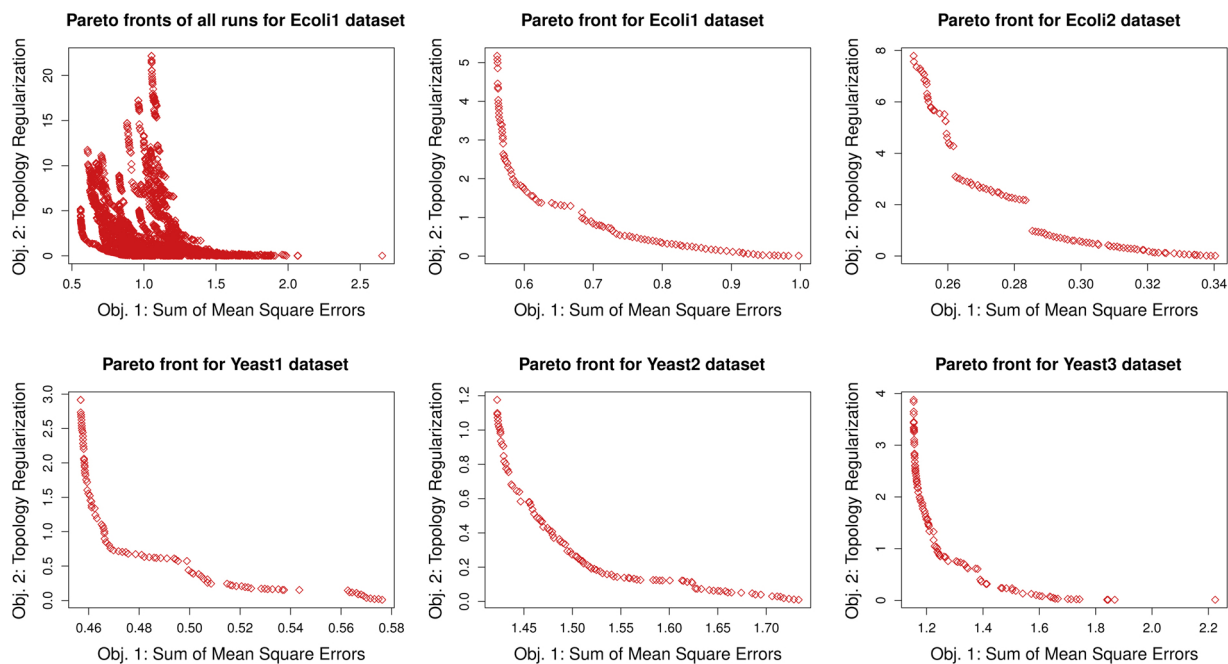 Pareto fronts of all runs for Ecoli1 dataset
Obj. 2: Topology Regularization
20
15
10
5
0
0.5 1.0 1.5 2.0 2.5
Obj. 1: Sum of Mean Square Errors
Pareto front for Ecoli1 dataset
Obj. 2: Topology Regularization
5
4
3
2
1
0
0.6 0.7 0.8 0.9 1.0
Obj. 1: Sum of Mean Square Errors
Pareto front for Ecoli2 dataset
Obj. 2: Topology Regularization
8
6
4
2
0
0.26 0.28 0.30 0.32 0.34
Obj. 1: Sum of Mean Square Errors
Pareto front for Yeast1 dataset
Obj. 2: Topology Regularization
3.0
2.5
2.0
1.5
1.0
0.5
0.0
0.46 0.48 0.50 0.52 0.54 0.56 0.58
Obj. 1: Sum of Mean Square Errors
Pareto front for Yeast2 dataset
Obj. 2: Topology Regularization
1.2
1.0
0.8
0.6
0.4
0.2
0.0
1.45 1.50 1.55 1.60 1.65 1.70
Obj. 1: Sum of Mean Square Errors
Pareto front for Yeast3 dataset
Obj. 2: Topology Regularization
4
3
2
1
0
1.2 1.4 1.6 1.8 2.0 2.2
Obj. 1: Sum of Mean Square Errors